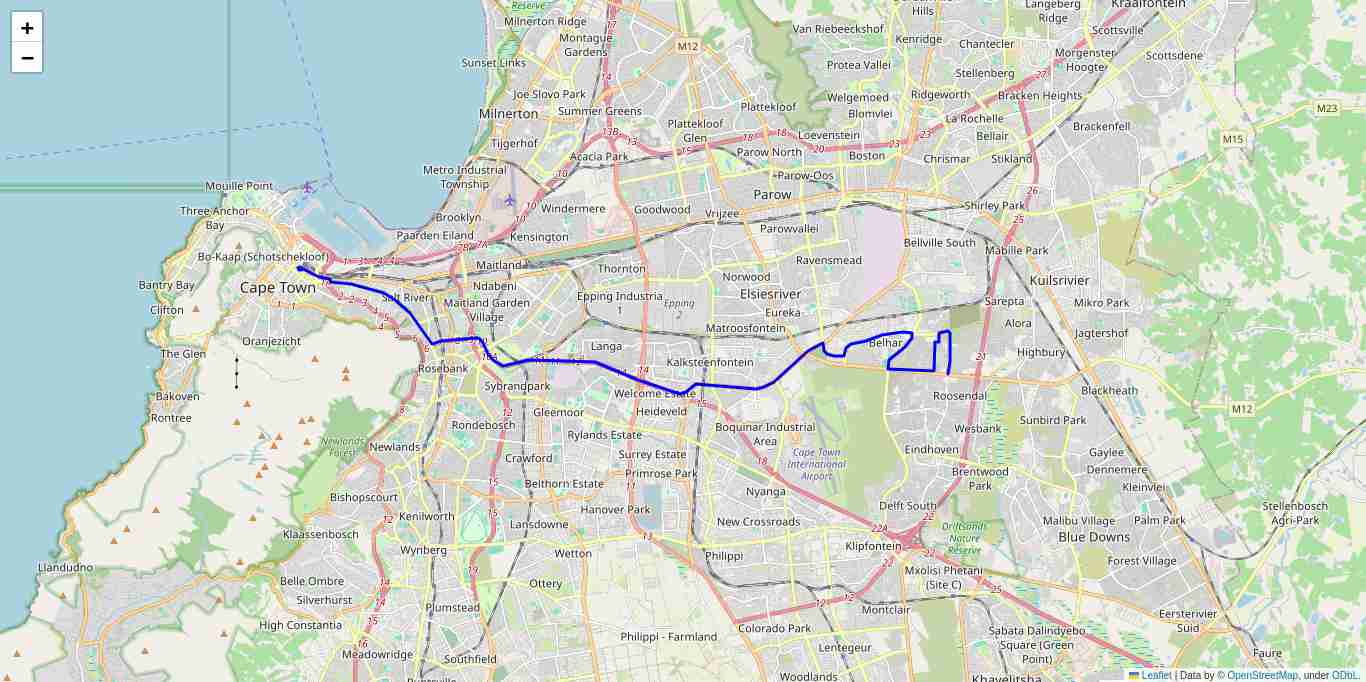 +
−
Reserve
Milnerton Ridge
Montague
Gardens
Sunset Links
M12
Van Riebeeckshof
Hills
Kenridge
Langeberg
Ridge
Kraaifontein
Scottsville
Chantecler
Morgenster
Hoogte
Scottsdene
Protea Vallei
Stellenberg
Joe Slovo Park
Summer Greens
Welgemoed
Ridgeworth
Bracken Heights
Plattekloof
Blomvlei
M23
Milnerton
Plattekloof
Glen
La Rochelle
Brackenfell
Loevenstein
Bellair
M15
Tijgerhof
Acacia Park
Parow North
Boston
Chrismar
Stikland
Metro Industrial
Township
Parow-Oos
Parow
Mouille Point
Three Anchor
Bay
Brooklyn
Windermere
Goodwood
Vrijzee
Shirley Park
Paarden Eiland
Kensington
Parowvallei
Bellville South
Mabille Park
Bo-Kaap (Schotschekloof)
Maitland
Thornton
Ravensmead
Cape Town
Bantry Bay
Ndabeni
Norwood
Kuilsrivier
Clifton
Salt River
Maitland Garden
Village
Epping Industria
1
Epping
2
Elsiesriver
Eureka
Sarepta
Mikro Park
Matroosfontein
Alora
Jagtershof
Oranjezicht
Langa
Belhar
The Glen
Highbury
Rosebank
Kalksteenfontein
Sybrandpark
Bakoven
Welcome Estate
Roosendal
Blackheath
Rontree
Gleemoor
Heideveld
M12
Rondebosch
Sunbird Park
Rylands Estate
Boquinar Industrial
Area
Wesbank
Newlands
Forest
Newlands
Crawford
Surrey Estate
Cape Town
International
Airport
Eindhoven
Gaylee
Primrose Park
Brentwood
Park
Dennemere
Belthorn Estate
Nyanga
Kleinvlei
Bishopscourt
Hanover Park
Delft South
Stellenbosch
Agri-Park
Kenilworth
Lansdowne
New Crossroads
Malibu Village
Palm Park
Klaassenbosch
Driftsands
Nature
Reserve
Blue Downs
Wynberg
Wetton
Philippi
Klipfontein
Forest Village
Llandudno
Belle Ombre
Ottery
Mxolisi Phetani
(Site C)
Silverhurst
Plumstead
Montclair
Eersterivier
Suid
High Constantia
Philippi - Farmland
Colorado Park
Sabata Dalindyebo
Square (Green
Point)
Meadowridge
Southfield
Lentegeur
Faure
Woodlands
Khayelitsha
Leaflet | Data by © OpenStreetMap, under ODbL.